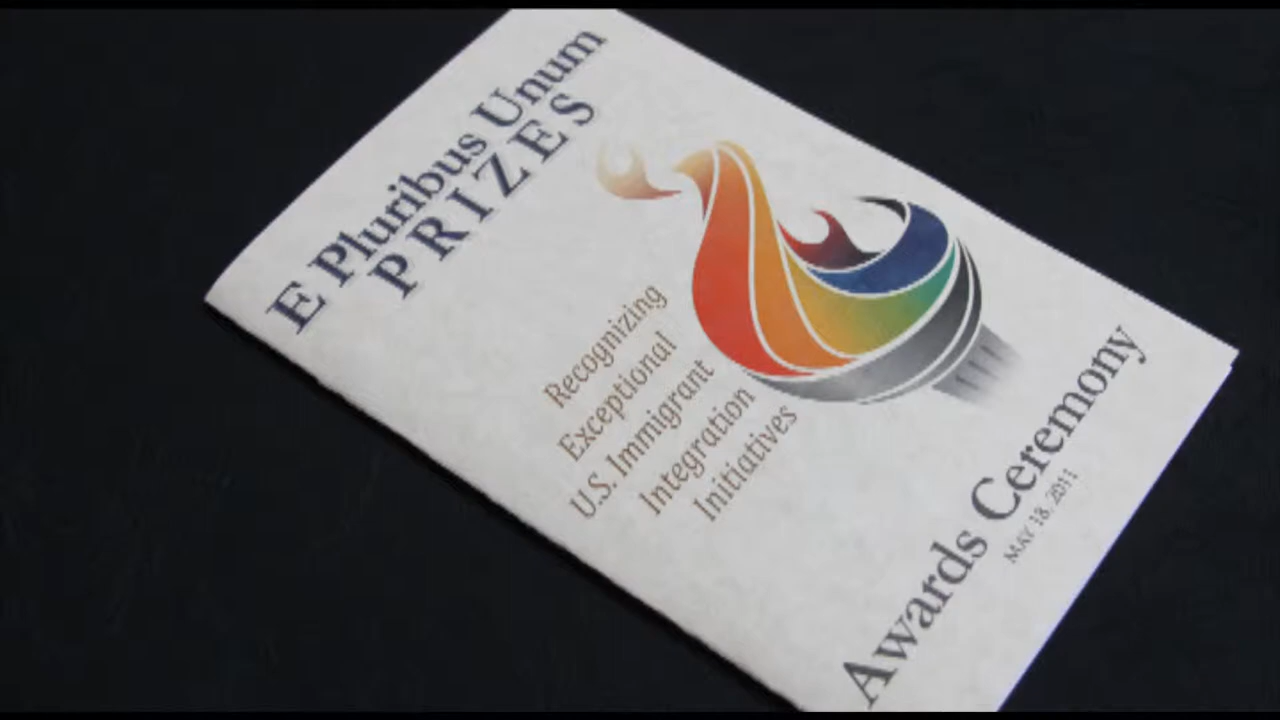 E Pluribus Unum
PRIZES
Recognizing
Exceptional
U.S. Immigrant
Integration
Initiatives
Awards Ceremony
MAY 18, 2011